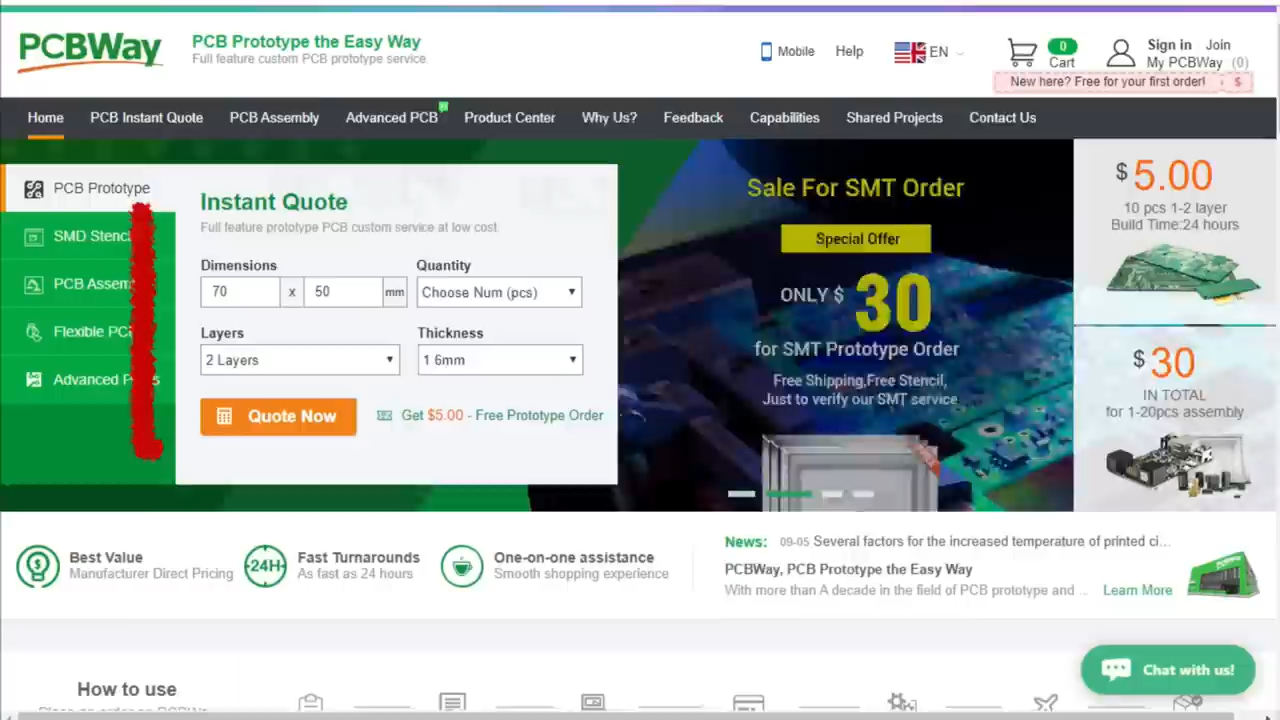 PCBWay
PCB Prototype the Easy Way
Full feature custom PCB prototype service.
Mobile
Help
EN
0
Cart
Sign in Join
My PCBWay (0)
New here? Free for your first order! $
Home
PCB Instant Quote
PCB Assembly
Advanced PCB
Product Center
Why Us?
Feedback
Capabilities
Shared Projects
Contact Us
PCB Prototype
SMD Stenc
PCB Assem
Flexible PC
Advanced P
Instant Quote
Full feature prototype PCB custom service at low cost.
Dimensions
Quantity
70 x 50 mm
Choose Num (pcs)
Layers
Thickness
2 Layers
1 6mm
Quote Now
Get $5.00 - Free Prototype Order
Sale For SMT Order
Special Offer
ONLY $ 30
for SMT Prototype Order
Free Shipping,Free Stencil,
Just to verify our SMT service
$ 5.00
10 pcs 1-2 layer
Build Time:24 hours
$ 30
IN TOTAL
for 1-20pcs assembly
Best Value
Manufacturer Direct Pricing
24H
Fast Turnarounds
As fast as 24 hours
One-on-one assistance
Smooth shopping experience
News: 09-05 Several factors for the increased temperature of printed ci...
PCBWay, PCB Prototype the Easy Way
With more than A decade in the field of PCB prototype and ... Learn More
Chat with us!
How to use